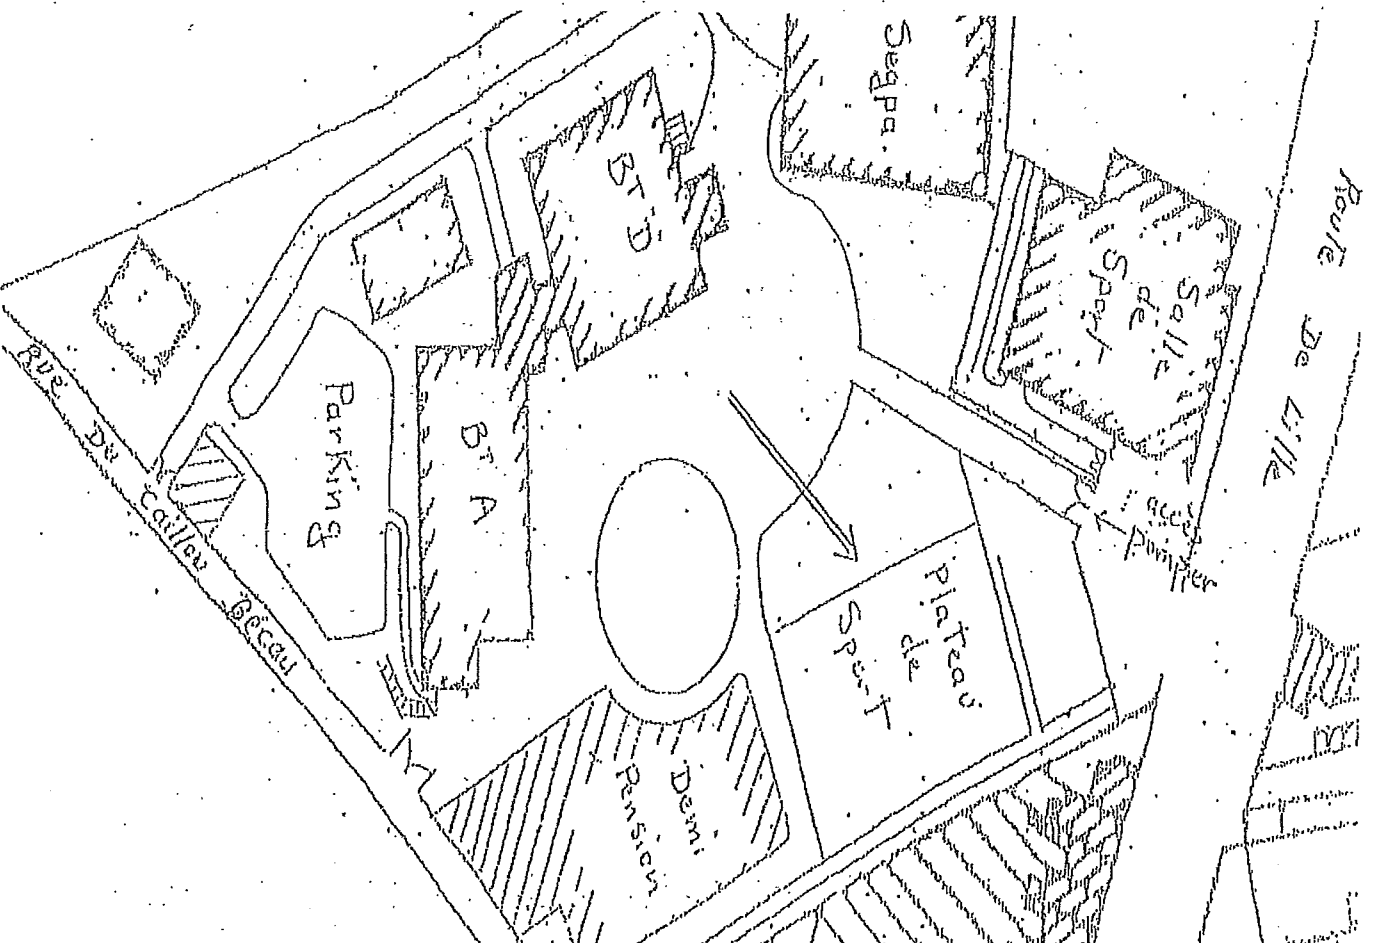 Segpa.
Route De Lille
BT D
Salle
de
Sport
Rue Du Caillou Gécau
Parking
BT A
accès
Pompier
Plateau
de
Sport
Demi
Pension